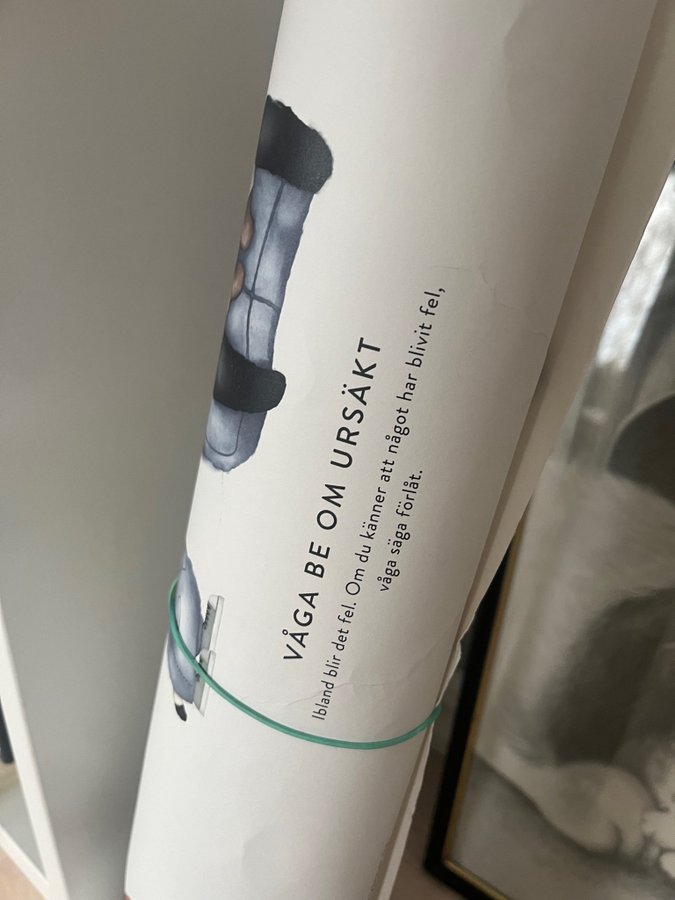 VÅGA BE OM URSÄKT
Ibland blir det fel. Om du känner att något har blivit fel,
våga säga förlåt.